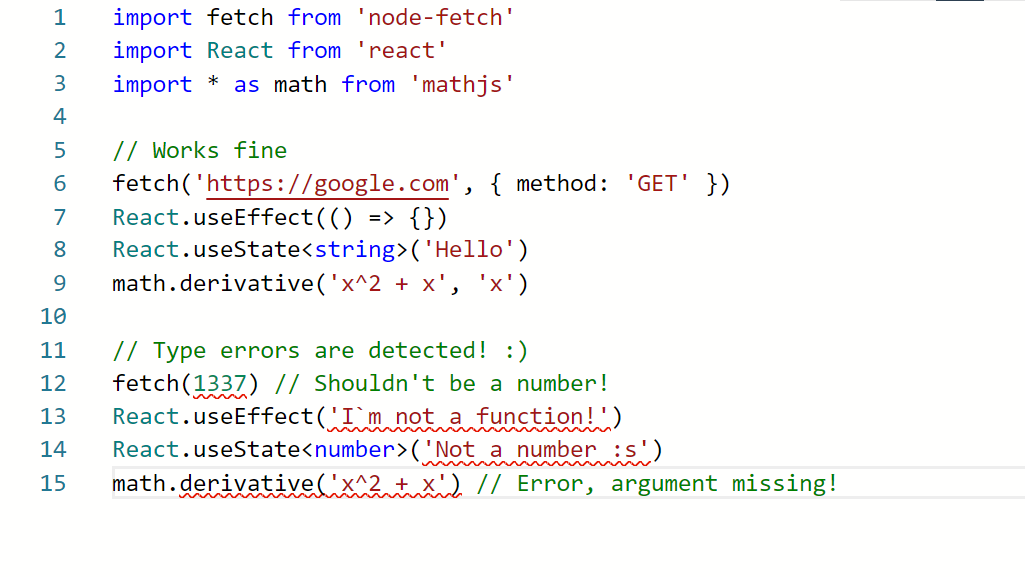 1 import fetch from 'node-fetch'
2 import React from 'react'
3 import * as math from 'mathjs'
4
5 // Works fine
6 fetch('https://google.com', { method: 'GET' })
7 React.useEffect(() => {})
8 React.useState<string>('Hello')
9 math.derivative('x^2 + x', 'x')
10
11 // Type errors are detected! :)
12 fetch(1337) // Shouldn't be a number!
13 React.useEffect('I`m not a function!')
14 React.useState<number>('Not a number :s')
15 math.derivative('x^2 + x') // Error, argument missing!